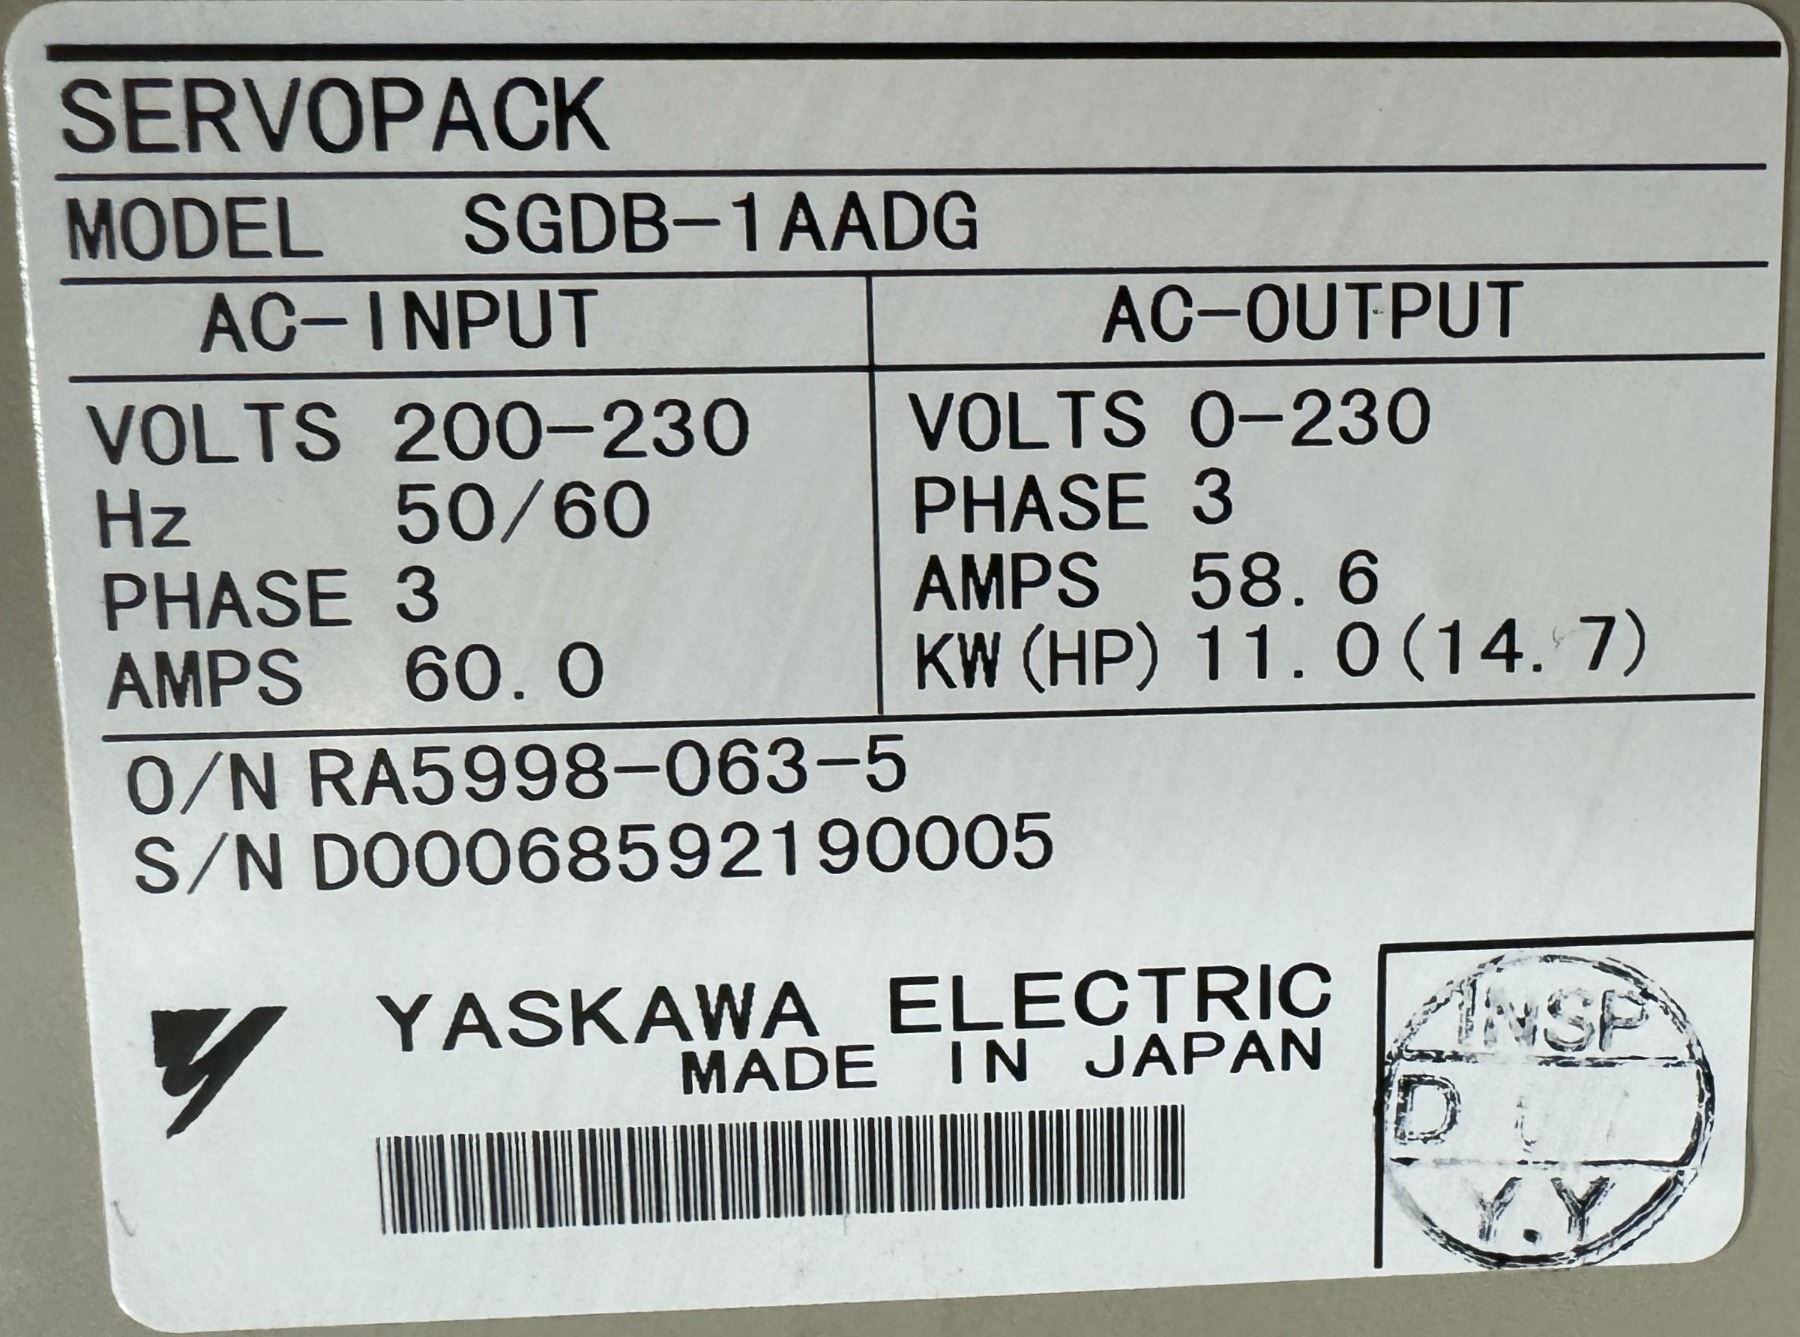 SERVOPACK
MODEL SGDB-1AADG
AC-INPUT AC-OUTPUT
VOLTS 200-230 VOLTS 0-230
Hz 50/60 PHASE 3
PHASE 3 AMPS 58.6
AMPS 60.0 KW(HP) 11.0(14.7)
O/N RA5998-063-5
S/N D00068592190005
YASKAWA ELECTRIC
MADE IN JAPAN
INSP
D
Y.Y